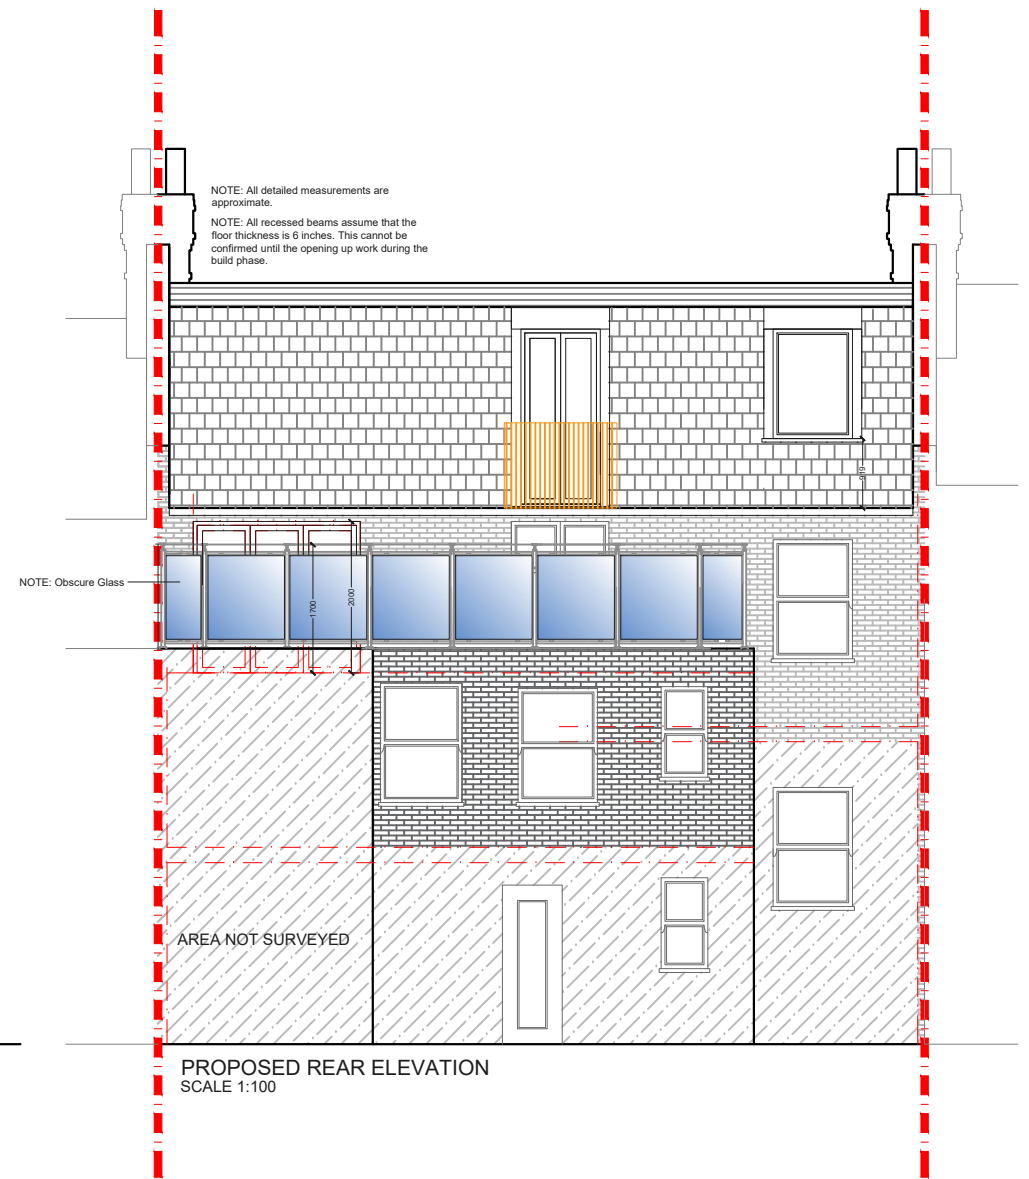 NOTE: All detailed measurements are
approximate.
NOTE: All recessed beams assume that the
floor thickness is 6 inches. This cannot be
confirmed until the opening up work during the
build phase.
919
NOTE: Obscure Glass
1700
2000
AREA NOT SURVEYED
PROPOSED REAR ELEVATION
SCALE 1:100